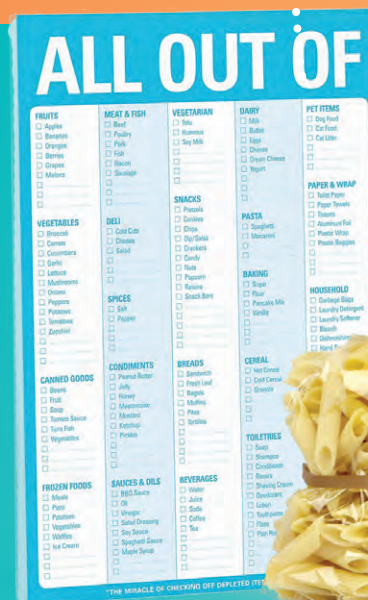 ALL OUT OF
FRUITS
Apples
Bananas
Oranges
Berries
Grapes
Melons
VEGETABLES
Broccoli
Carrots
Cucumbers
Garlic
Lettuce
Mushrooms
Onions
Peppers
Potatoes
Tomatoes
Zucchini
CANNED GOODS
Beans
Fruit
Soup
Tomato Sauce
Tuna Fish
Vegetables
FROZEN FOODS
Meals
Pizza
Potatoes
Vegetables
Waffles
Ice Cream
MEAT & FISH
Beef
Poultry
Pork
Fish
Bacon
Sausage
DELI
Cold Cuts
Cheese
Salad
SPICES
Salt
Pepper
CONDIMENTS
Peanut Butter
Jelly
Honey
Mayonnaise
Mustard
Ketchup
Pickles
SAUCES & OILS
BBQ Sauce
Oil
Vinegar
Salad Dressing
Soy Sauce
Spaghetti Sauce
Maple Syrup
VEGETARIAN
Tofu
Hummus
Soy Milk
SNACKS
Pretzels
Cookies
Chips
Dip/Salsa
Crackers
Candy
Nuts
Popcorn
Raisins
Snack Bars
BREADS
Sandwich
Fresh Loaf
Bagels
Muffins
Pitas
Tortillas
BEVERAGES
Water
Juice
Soda
Coffee
Tea
DAIRY
Milk
Butter
Eggs
Cheese
Cream Cheese
Yogurt
PASTA
Spaghetti
Macaroni
BAKING
Sugar
Flour
Pancake Mix
Vanilla
CEREAL
Hot Cereal
Cold Cereal
Granola
TOILETRIES
Soap
Shampoo
Conditioner
Razors
Shaving Cream
Deodorant
Lotion
Toothpaste
Floss
Pain
PET ITEMS
Dog Food
Cat Food
Cat Litter
PAPER & WRAP
Toilet Paper
Paper Towels
Tissues
Aluminum Foil
Plastic Wrap
Plastic Baggies
HOUSEHOLD
Garbage Bags
Laundry Detergent
Laundry Softener
Bleach
Hand
"THE MIRACLE OF CHECKING OFF DEPLETED